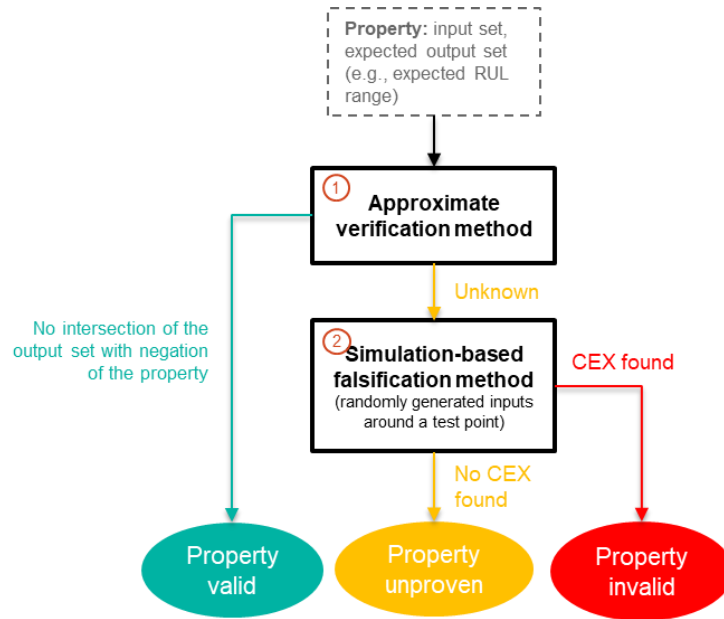 Property: input set,
expected output set
(e.g., expected RUL
range)
1
Approximate
verification method
Unknown
No intersection of the
output set with negation
of the property
2
Simulation-based
falsification method
(randomly generated inputs
around a test point)
CEX found
No CEX
found
Property
valid
Property
unproven
Property
invalid